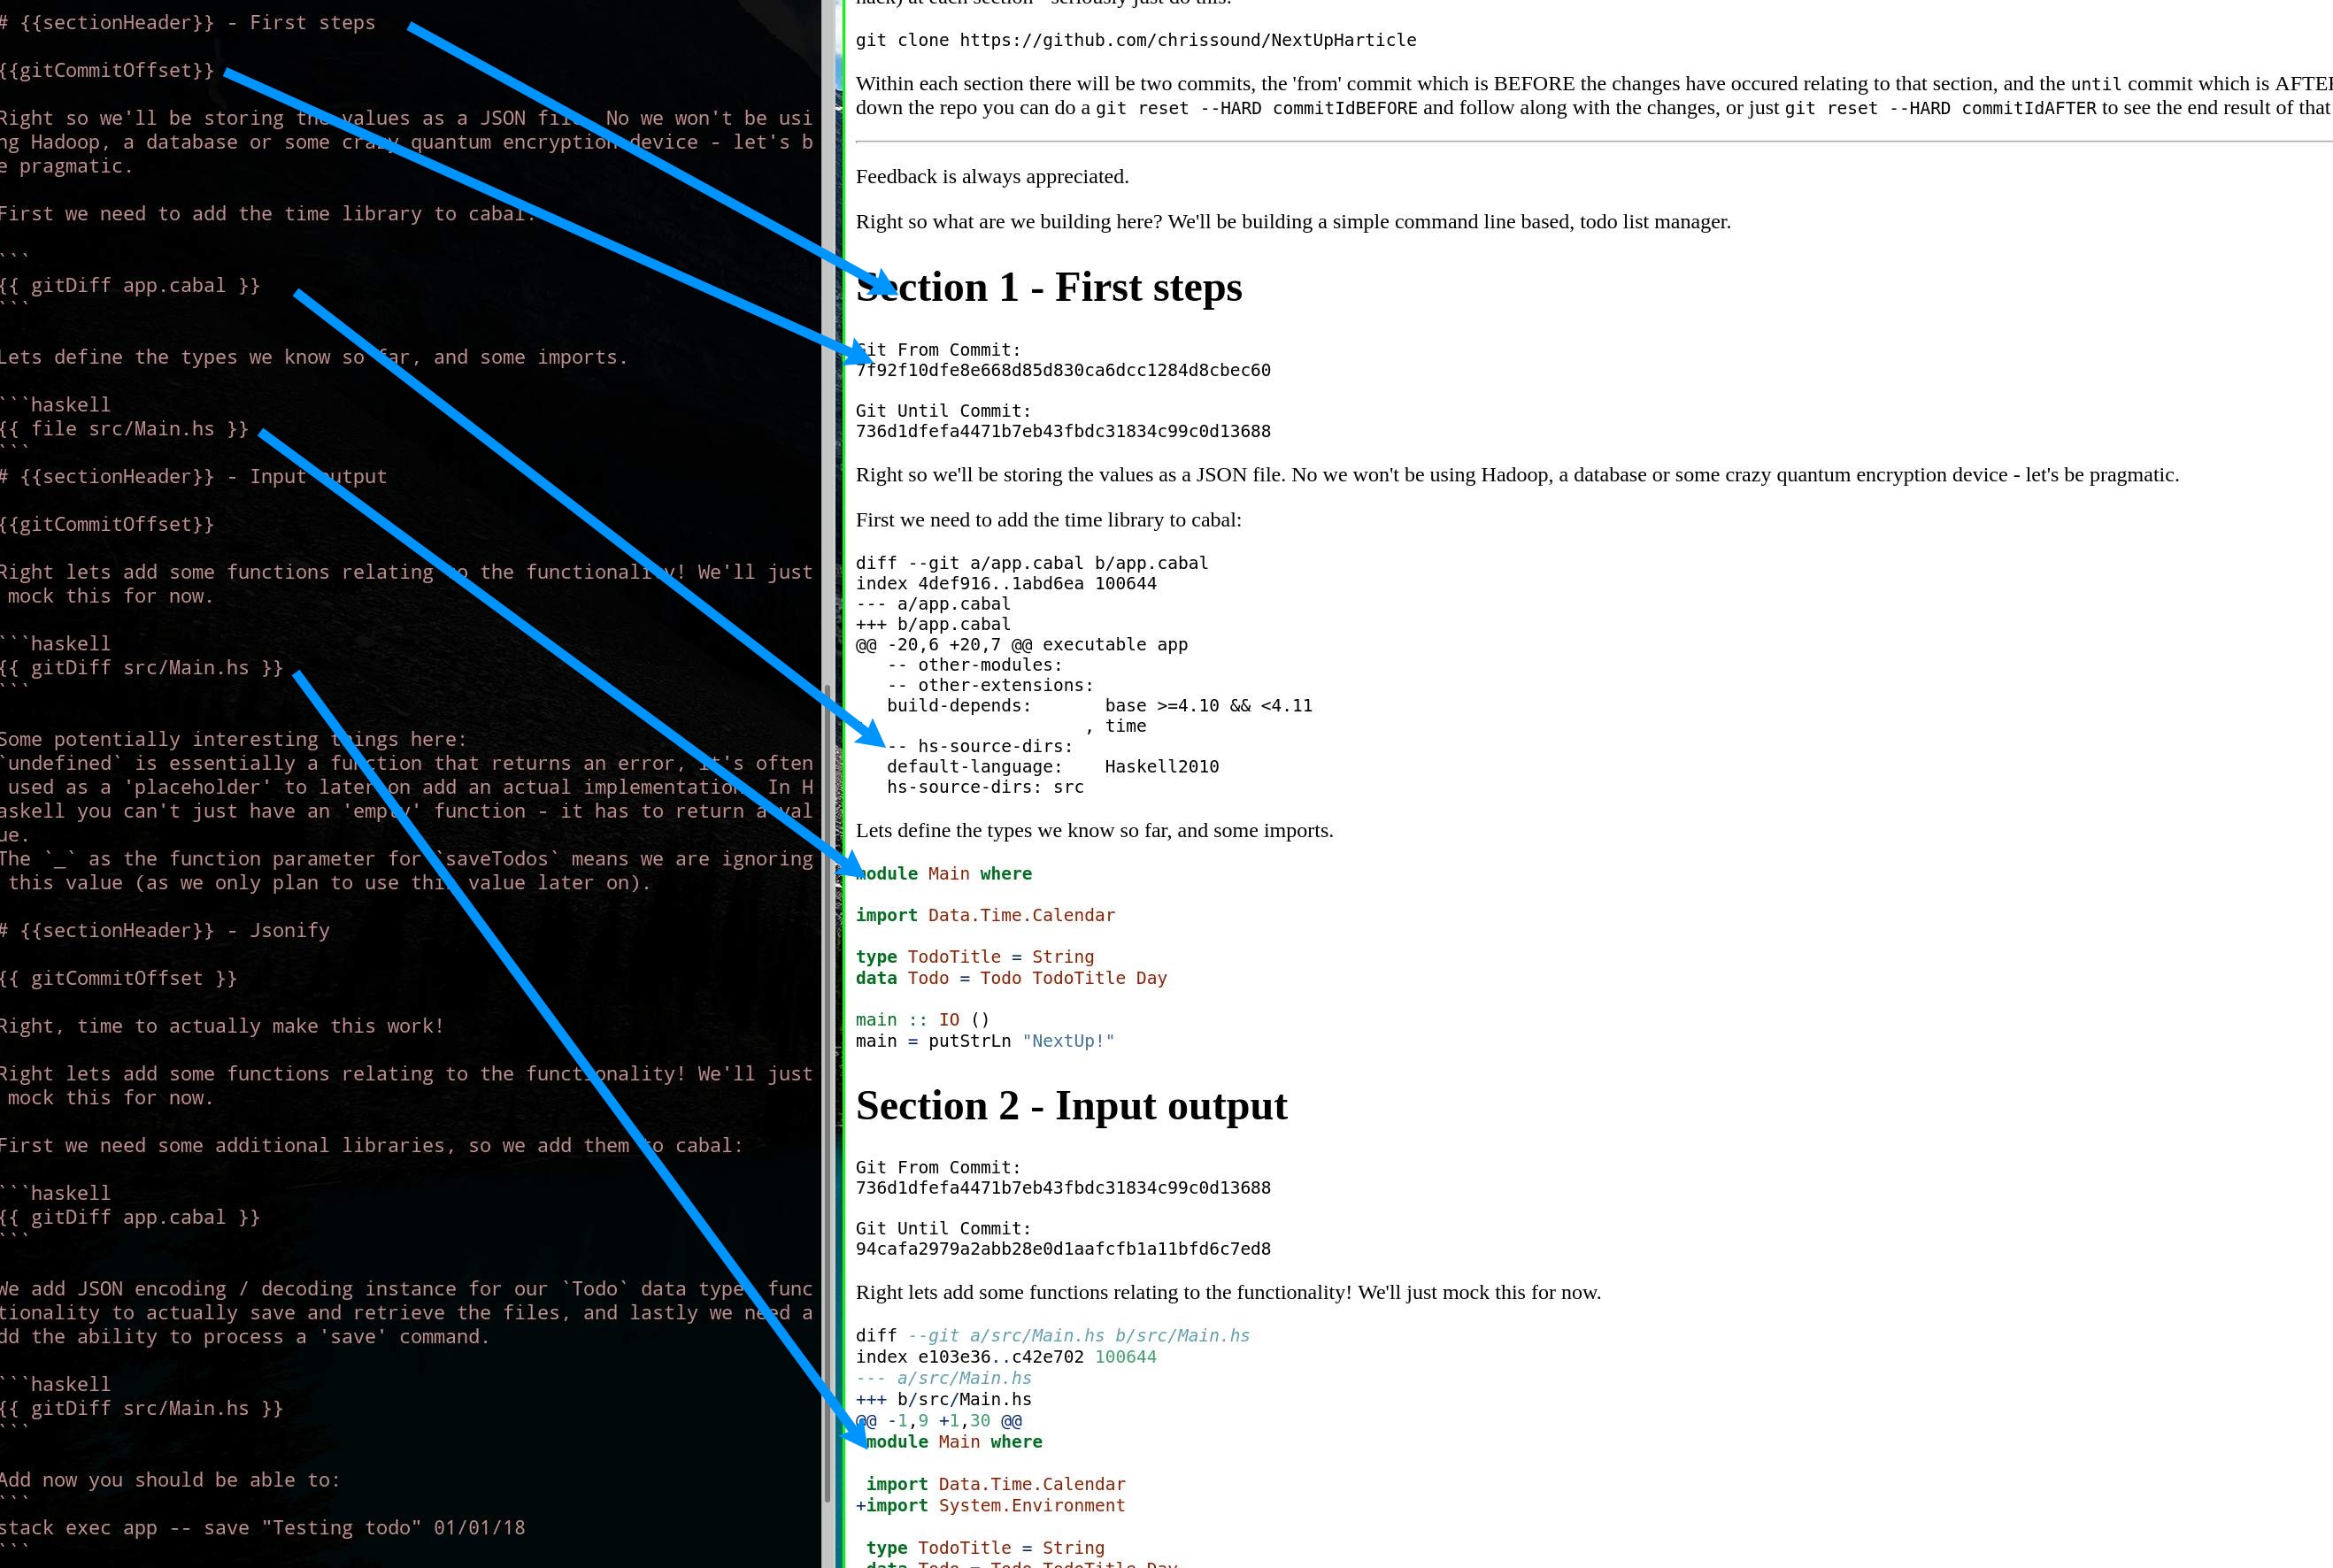 # {{sectionHeader}} - First steps
{{gitCommitOffset}}
Right so we'll be storing the values as a JSON file. No we won't be usi
ng Hadoop, a database or some crazy quantum encryption device - let's b
e pragmatic.
First we need to add the time library to cabal:
```
{{ gitDiff app.cabal }}
```
Lets define the types we know so far, and some imports.
```haskell
{{ file src/Main.hs }}
```
# {{sectionHeader}} - Input output
{{gitCommitOffset}}
Right lets add some functions relating to the functionality! We'll just
mock this for now.
```haskell
{{ gitDiff src/Main.hs }}
```
Some potentially interesting things here:
`undefined` is essentially a function that returns an error, it's often
used as a 'placeholder' to later on add an actual implementation. In H
askell you can't just have an 'empty' function - it has to return a val
ue.
The `_` as the function parameter for `saveTodos` means we are ignoring
this value (as we only plan to use this value later on).
# {{sectionHeader}} - Jsonify
{{ gitCommitOffset }}
Right, time to actually make this work!
Right lets add some functions relating to the functionality! We'll just
mock this for now.
First we need some additional libraries, so we add them to cabal:
```haskell
{{ gitDiff app.cabal }}
```
We add JSON encoding / decoding instance for our `Todo` data type, func
tionality to actually save and retrieve the files, and lastly we need a
dd the ability to process a 'save' command.
```haskell
{{ gitDiff src/Main.hs }}
```
Add now you should be able to:
```
stack exec app -- save "Testing todo" 01/01/18
```
hack) at each section - seriously just do this:
git clone https://github.com/chrissound/NextUpHarticle
Within each section there will be two commits, the 'from' commit which is BEFORE the changes have occured relating to that section, and the until commit which is AFTER
down the repo you can do a git reset --HARD commitIdBEFORE and follow along with the changes, or just git reset --HARD commitIdAFTER to see the end result of that
Feedback is always appreciated.
Right so what are we building here? We'll be building a simple command line based, todo list manager.
Section 1 - First steps
Git From Commit:
7f92f10dfe8e668d85d830ca6dcc1284d8cbec60
Git Until Commit:
736d1dfefa4471b7eb43fbdc31834c99c0d13688
Right so we'll be storing the values as a JSON file. No we won't be using Hadoop, a database or some crazy quantum encryption device - let's be pragmatic.
First we need to add the time library to cabal:
diff --git a/app.cabal b/app.cabal
index 4def916..1abd6ea 100644
--- a/app.cabal
+++ b/app.cabal
@@ -20,6 +20,7 @@ executable app
-- other-modules:
-- other-extensions:
build-depends: base >=4.10 && <4.11
, time
-- hs-source-dirs:
default-language: Haskell2010
hs-source-dirs: src
Lets define the types we know so far, and some imports.
module Main where
import Data.Time.Calendar
type TodoTitle = String
data Todo = Todo TodoTitle Day
main :: IO ()
main = putStrLn "NextUp!"
Section 2 - Input output
Git From Commit:
736d1dfefa4471b7eb43fbdc31834c99c0d13688
Git Until Commit:
94cafa2979a2abb28e0d1aafcfb1a11bfd6c7ed8
Right lets add some functions relating to the functionality! We'll just mock this for now.
diff --git a/src/Main.hs b/src/Main.hs
index e103e36..c42e702 100644
--- a/src/Main.hs
+++ b/src/Main.hs
@@ -1,9 +1,30 @@
module Main where
import Data.Time.Calendar
+import System.Environment
type TodoTitle = String
data Todo = Todo TodoTitle Day